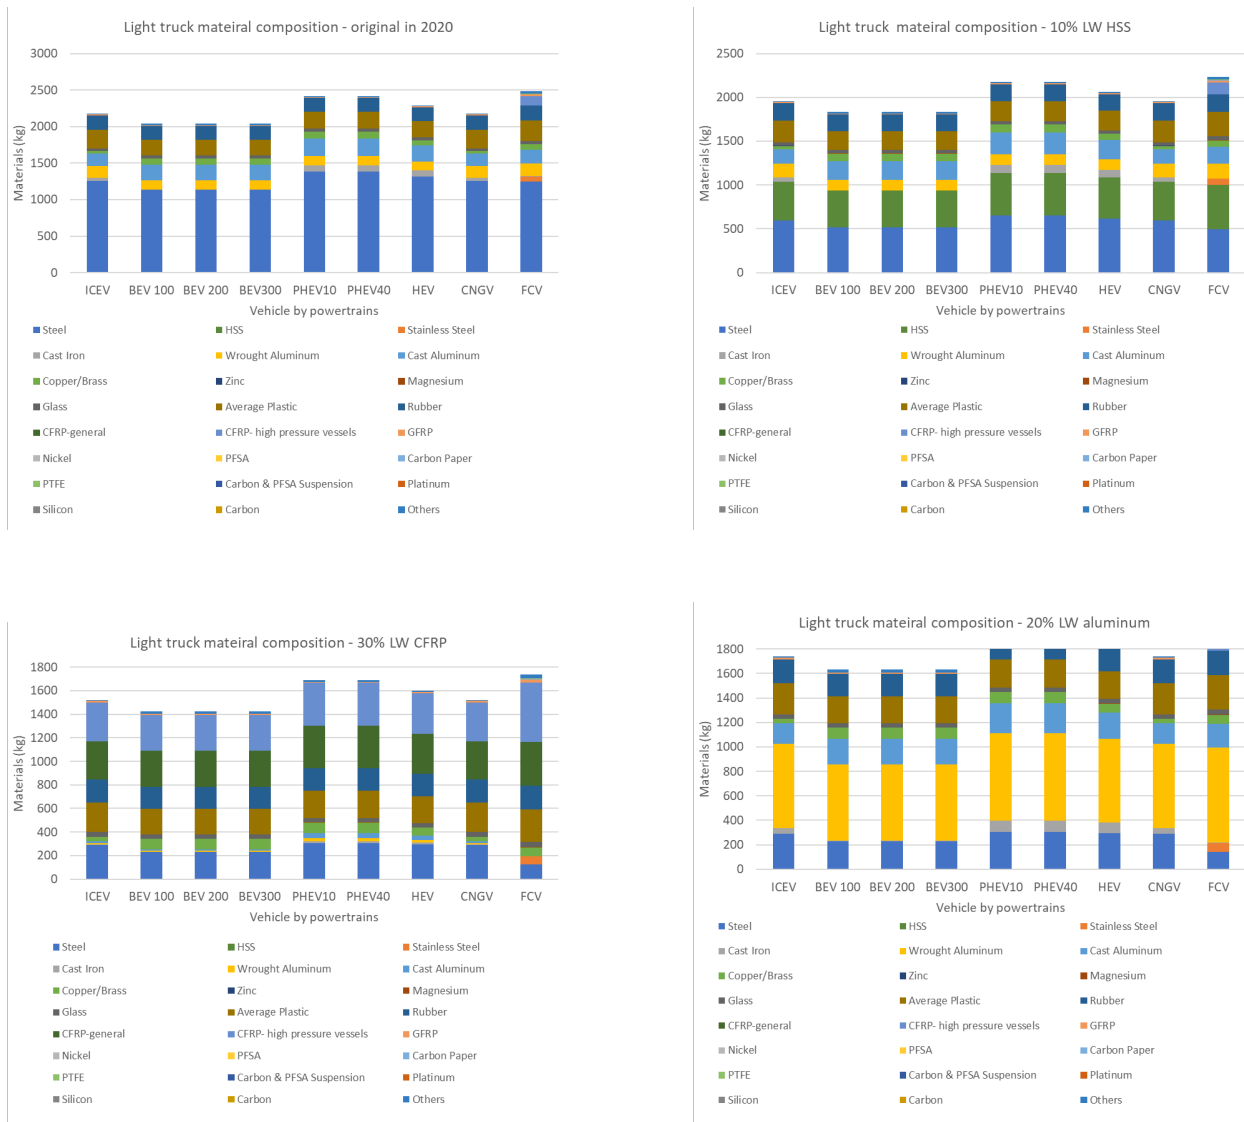 Light truck mateiral composition - original in 2020
3000
2500
2000
1500
1000
500
0
Materials (kg)
ICEV BEV 100 BEV 200 BEV300 PHEV10 PHEV40 HEV CNGV FCV
Vehicle by powertrains
Steel HSS Stainless Steel
Cast Iron Wrought Aluminum Cast Aluminum
Copper/Brass Zinc Magnesium
Glass Average Plastic Rubber
CFRP-general CFRP- high pressure vessels GFRP
Nickel PFSA Carbon Paper
PTFE Carbon & PFSA Suspension Platinum
Silicon Carbon Others
Light truck  mateiral composition - 10% LW HSS
2500
2000
1500
1000
500
0
Materials (kg)
ICEV BEV 100 BEV 200 BEV300 PHEV10 PHEV40 HEV CNGV FCV
Vehicle by powertrains
Steel HSS Stainless Steel
Cast Iron Wrought Aluminum Cast Aluminum
Copper/Brass Zinc Magnesium
Glass Average Plastic Rubber
CFRP-general CFRP- high pressure vessels GFRP
Nickel PFSA Carbon Paper
PTFE Carbon & PFSA Suspension Platinum
Silicon Carbon Others
Light truck mateiral composition - 30% LW CFRP
1800
1600
1400
1200
1000
800
600
400
200
0
Materials (kg)
ICEV BEV 100 BEV 200 BEV300 PHEV10 PHEV40 HEV CNGV FCV
Vehicle by powertrains
Steel HSS Stainless Steel
Cast Iron Wrought Aluminum Cast Aluminum
Copper/Brass Zinc Magnesium
Glass Average Plastic Rubber
CFRP-general CFRP- high pressure vessels GFRP
Nickel PFSA Carbon Paper
PTFE Carbon & PFSA Suspension Platinum
Silicon Carbon Others
Light truck mateiral composition - 20% LW aluminum
1800
1600
1400
1200
1000
800
600
400
200
0
Materials (kg)
ICEV BEV 100 BEV 200 BEV300 PHEV10 PHEV40 HEV CNGV FCV
Vehicle by powertrains
Steel HSS Stainless Steel
Cast Iron Wrought Aluminum Cast Aluminum
Copper/Brass Zinc Magnesium
Glass Average Plastic Rubber
CFRP-general CFRP- high pressure vessels GFRP
Nickel PFSA Carbon Paper
PTFE Carbon & PFSA Suspension Platinum
Silicon Carbon Others